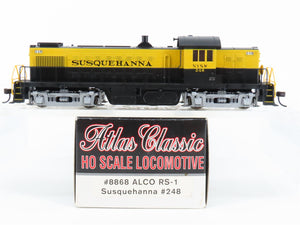 SUSQUEHANNA
NYSW
248
Atlas Classic
HO SCALE LOCOMOTIVE
#8868 ALCO RS-1
Susquehanna #248